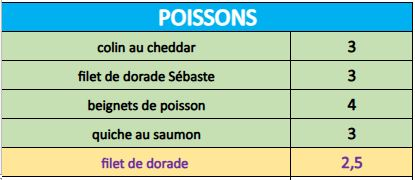 POISSONS
colin au cheddar 3
filet de dorade Sébaste 3
beignets de poisson 4
quiche au saumon 3
filet de dorade 2,5